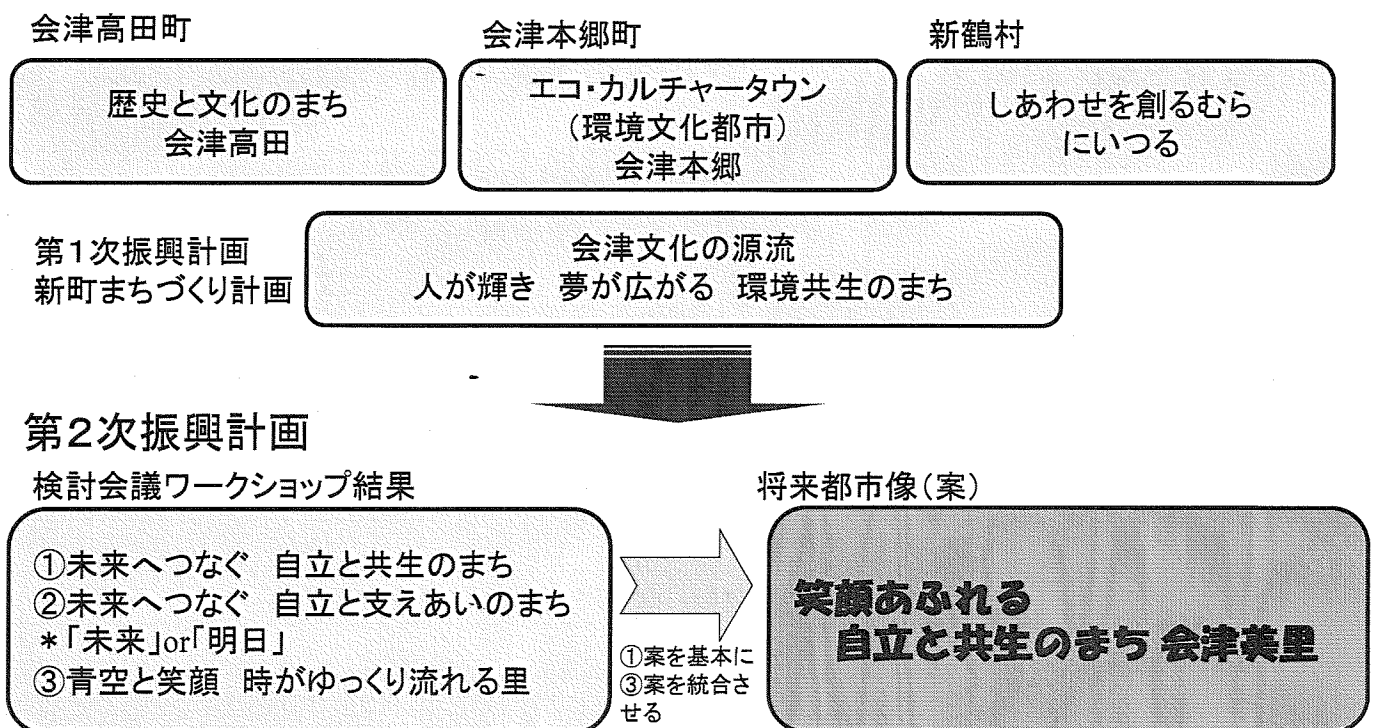 会津高田町
歴史と文化のまち
会津高田
会津本郷町
エコ・カルチャータウン
（環境文化都市）
会津本郷
新鶴村
しあわせを創るむら
にいつる
第１次振興計画
新町まちづくり計画
会津文化の源流
人が輝き　夢が広がる　環境共生のまち
第２次振興計画
検討会議ワークショップ結果
①未来へつなぐ　自立と共生のまち
②未来へつなぐ　自立と支えあいのまち
＊「未来」or「明日」
③青空と笑顔　時がゆっくり流れる里
①案を基本に
③案を統合さ
せる
将来都市像（案）
笑顔あふれる
自立と共生のまち 会津美里